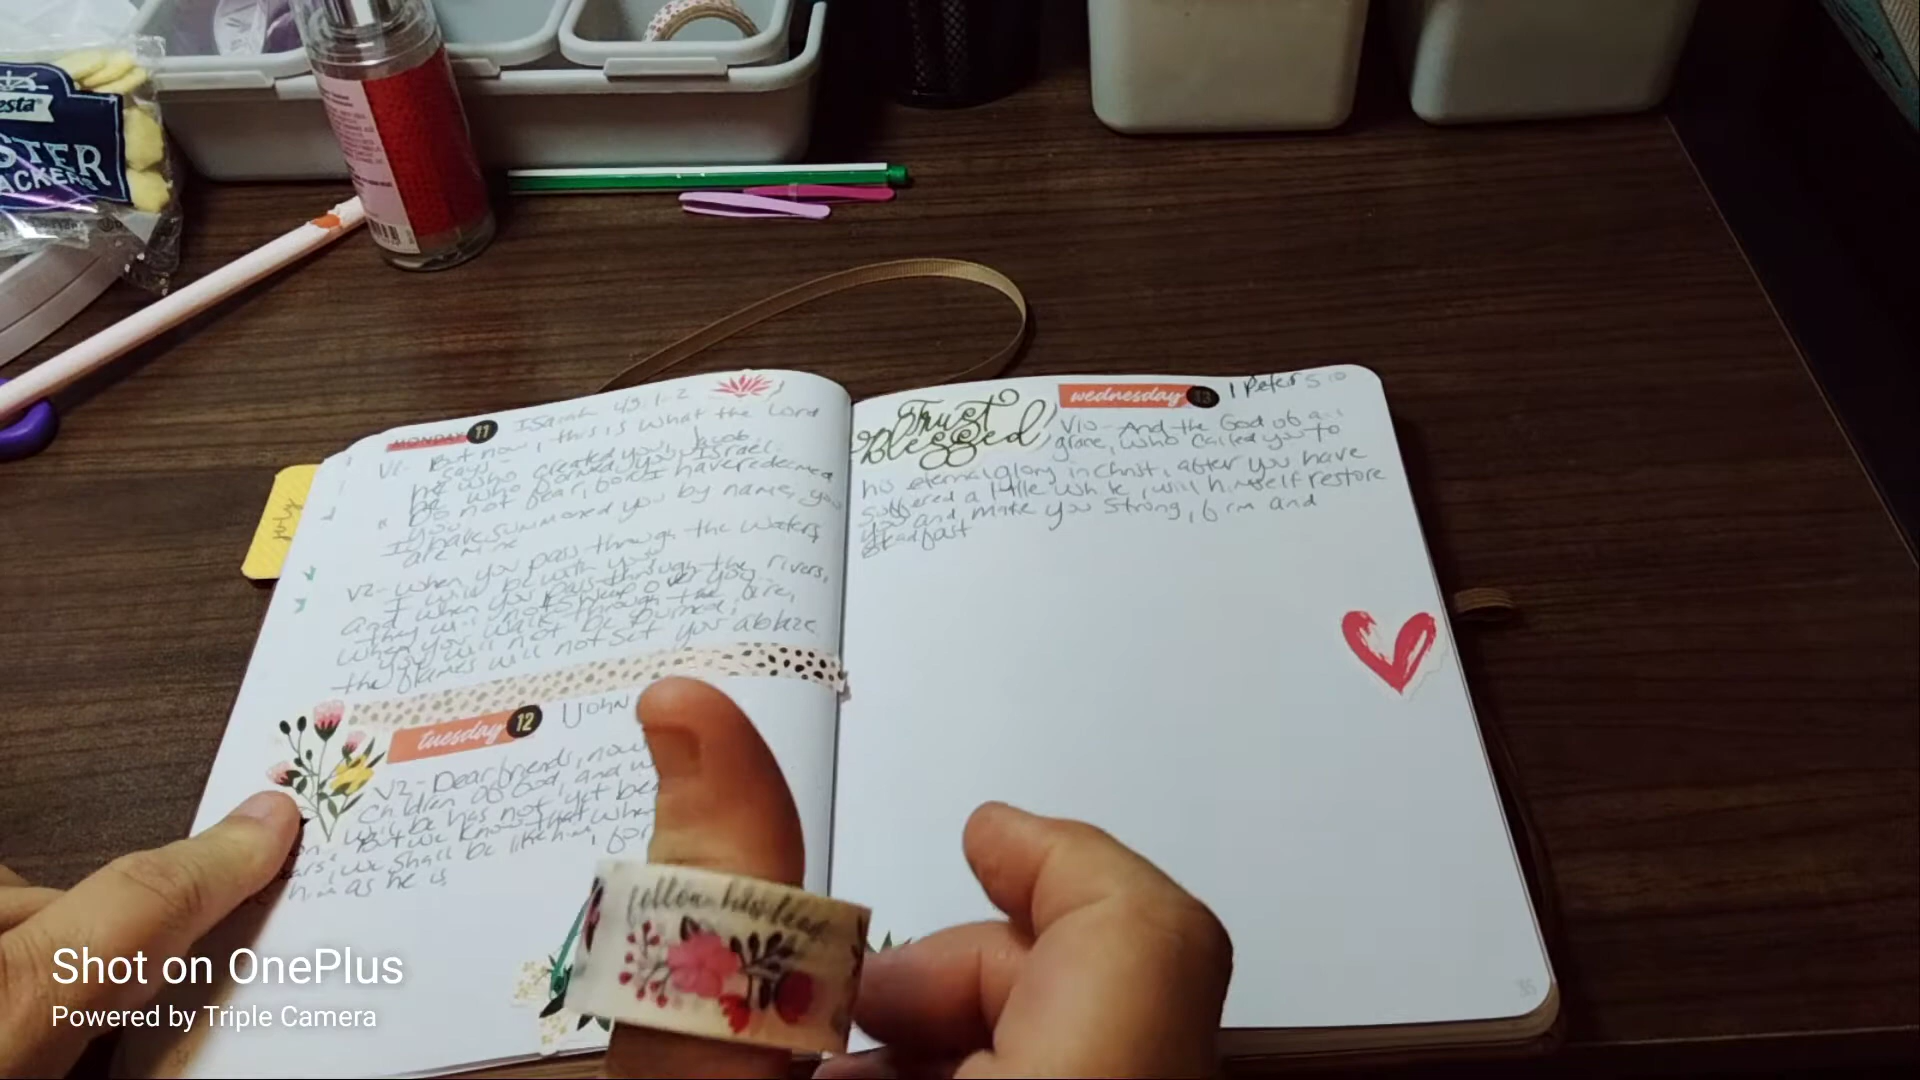 esta
STER
ACKERS
holy
MONDAY 11 Isaiah 43:1-2
V1- But now, this is what the Lord
says -
he who created you, Jacob,
he who formed you, Israel
" Do not fear, for I have redeemed
you
I have summoned you by name, you
are mine
V2- When you pass through the waters,
I will be with you
and when you pass through the rivers,
they will not sweep over you
When you walk through the fire,
you will not be burned;
the flames will not set you ablaze
tuesday 12 1 John
V2- Dear friends, now
Children of God, and w
will be has not yet bee
But we know that when
ears, we shall be like him, for
him as he is
Trust
Blessed
wednesday 13 1 Peter 5:10
V10- And the God of all
grace, who called you to
his eternal glory in Christ, after you have
suffered a little while, will himself restore
you and make you strong, firm and
steadfast
follow his lead
Shot on OnePlus
Powered by Triple Camera